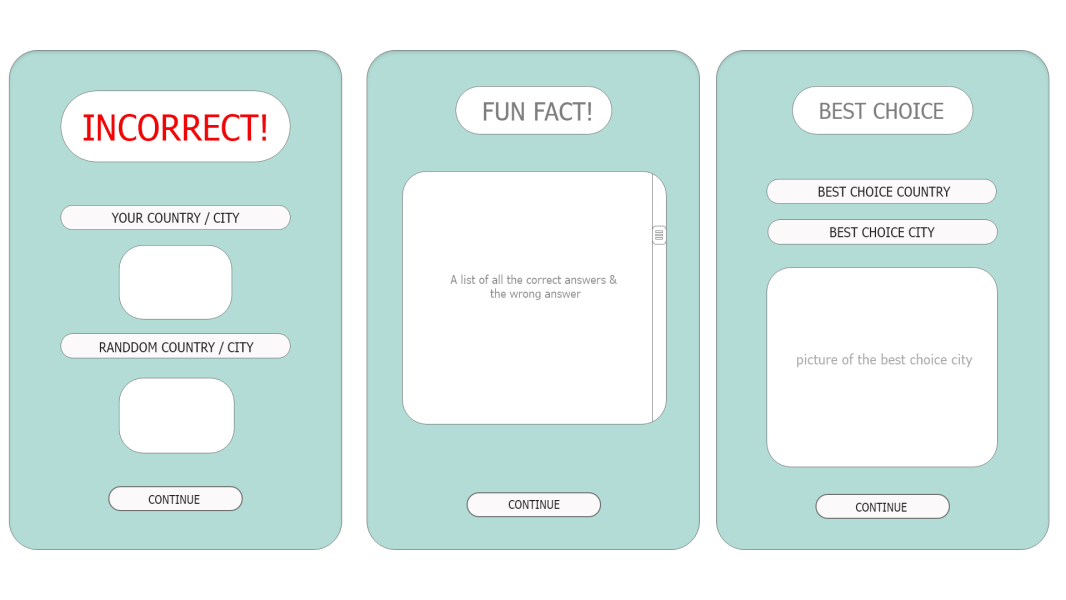 INCORRECT!
YOUR COUNTRY / CITY
RANDDOM COUNTRY / CITY
CONTINUE
FUN FACT!
A list of all the correct answers &
the wrong answer
CONTINUE
BEST CHOICE
BEST CHOICE COUNTRY
BEST CHOICE CITY
picture of the best choice city
CONTINUE